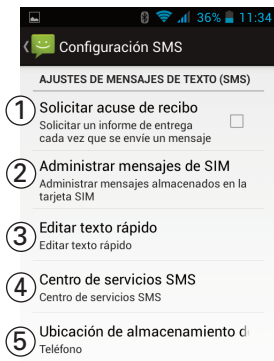 36% 11:34
Configuración SMS
AJUSTES DE MENSAJES DE TEXTO (SMS)
1 Solicitar acuse de recibo
Solicitar un informe de entrega
cada vez que se envíe un mensaje
2 Administrar mensajes de SIM
Administrar mensajes almacenados en la
tarjeta SIM
3 Editar texto rápido
Editar texto rápido
4 Centro de servicios SMS
Centro de servicios SMS
5 Ubicación de almacenamiento d
Teléfono